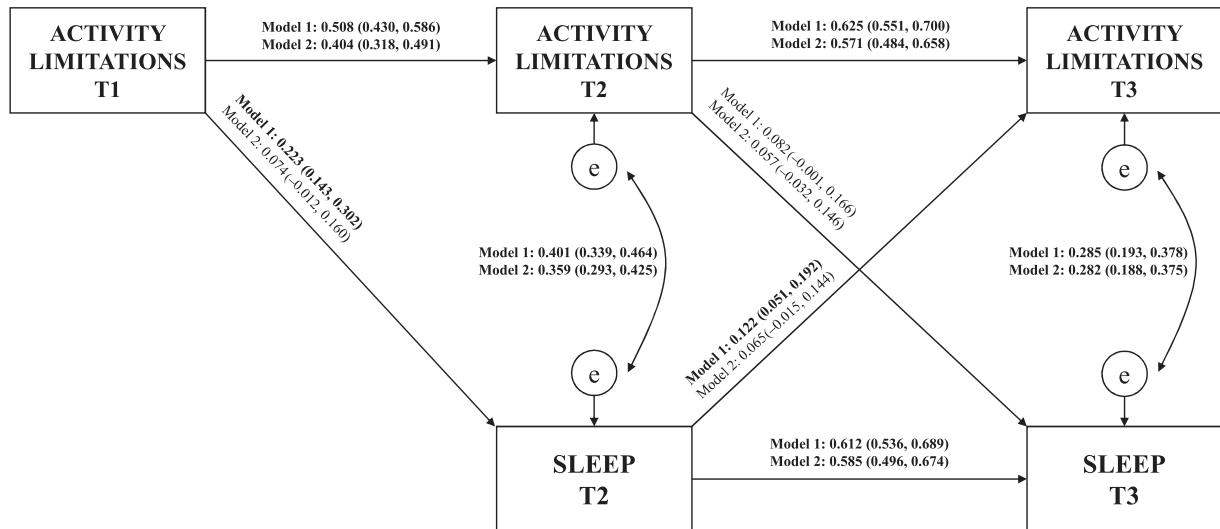 ACTIVITY
LIMITATIONS
T1
Model 1: 0.508 (0.430, 0.586)
Model 2: 0.404 (0.318, 0.491)
ACTIVITY
LIMITATIONS
T2
Model 1: 0.625 (0.551, 0.700)
Model 2: 0.571 (0.484, 0.658)
ACTIVITY
LIMITATIONS
T3
Model 1: 0.223 (0.143, 0.302)
Model 2: 0.074 (–0.012, 0.160)
Model 1: 0.082 (–0.001, 0.166)
Model 2: 0.057 (–0.032, 0.146)
e
e
Model 1: 0.401 (0.339, 0.464)
Model 2: 0.359 (0.293, 0.425)
Model 1: 0.285 (0.193, 0.378)
Model 2: 0.282 (0.188, 0.375)
Model 1: 0.122 (0.051, 0.192)
Model 2: 0.065 (–0.015, 0.144)
e
e
SLEEP
T2
Model 1: 0.612 (0.536, 0.689)
Model 2: 0.585 (0.496, 0.674)
SLEEP
T3